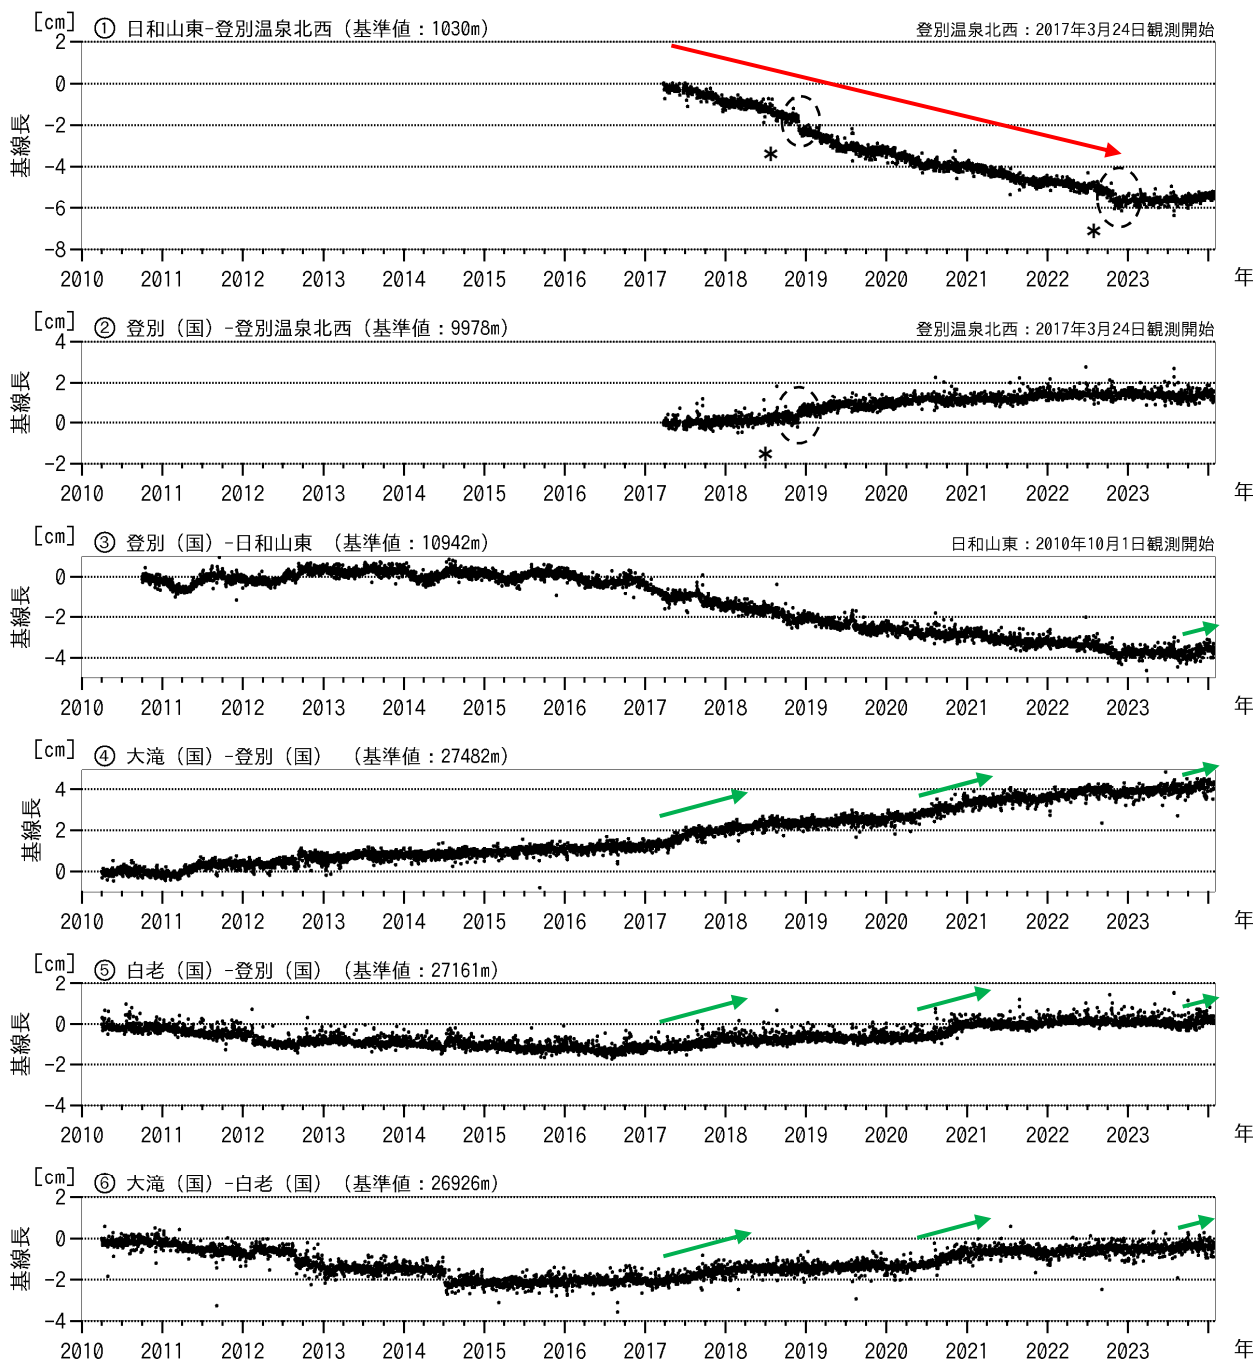 [cm] ① 日和山東-登別温泉北西（基準値：1030m） 登別温泉北西：2017年3月24日観測開始
2
0
-2
-4
-6
-8
基線長
*
*
2010 2011 2012 2013 2014 2015 2016 2017 2018 2019 2020 2021 2022 2023 年
[cm] ② 登別（国）-登別温泉北西（基準値：9978m） 登別温泉北西：2017年3月24日観測開始
4
2
0
-2
基線長
*
2010 2011 2012 2013 2014 2015 2016 2017 2018 2019 2020 2021 2022 2023 年
[cm] ③ 登別（国）-日和山東 （基準値：10942m） 日和山東：2010年10月1日観測開始
0
-2
-4
基線長
2010 2011 2012 2013 2014 2015 2016 2017 2018 2019 2020 2021 2022 2023 年
[cm] ④ 大滝（国）-登別（国） （基準値：27482m）
4
2
0
基線長
2010 2011 2012 2013 2014 2015 2016 2017 2018 2019 2020 2021 2022 2023 年
[cm] ⑤ 白老（国）-登別（国）（基準値：27161m）
2
0
-2
-4
基線長
2010 2011 2012 2013 2014 2015 2016 2017 2018 2019 2020 2021 2022 2023 年
[cm] ⑥ 大滝（国）-白老（国）（基準値：26926m）
2
0
-2
-4
基線長
2010 2011 2012 2013 2014 2015 2016 2017 2018 2019 2020 2021 2022 2023 年